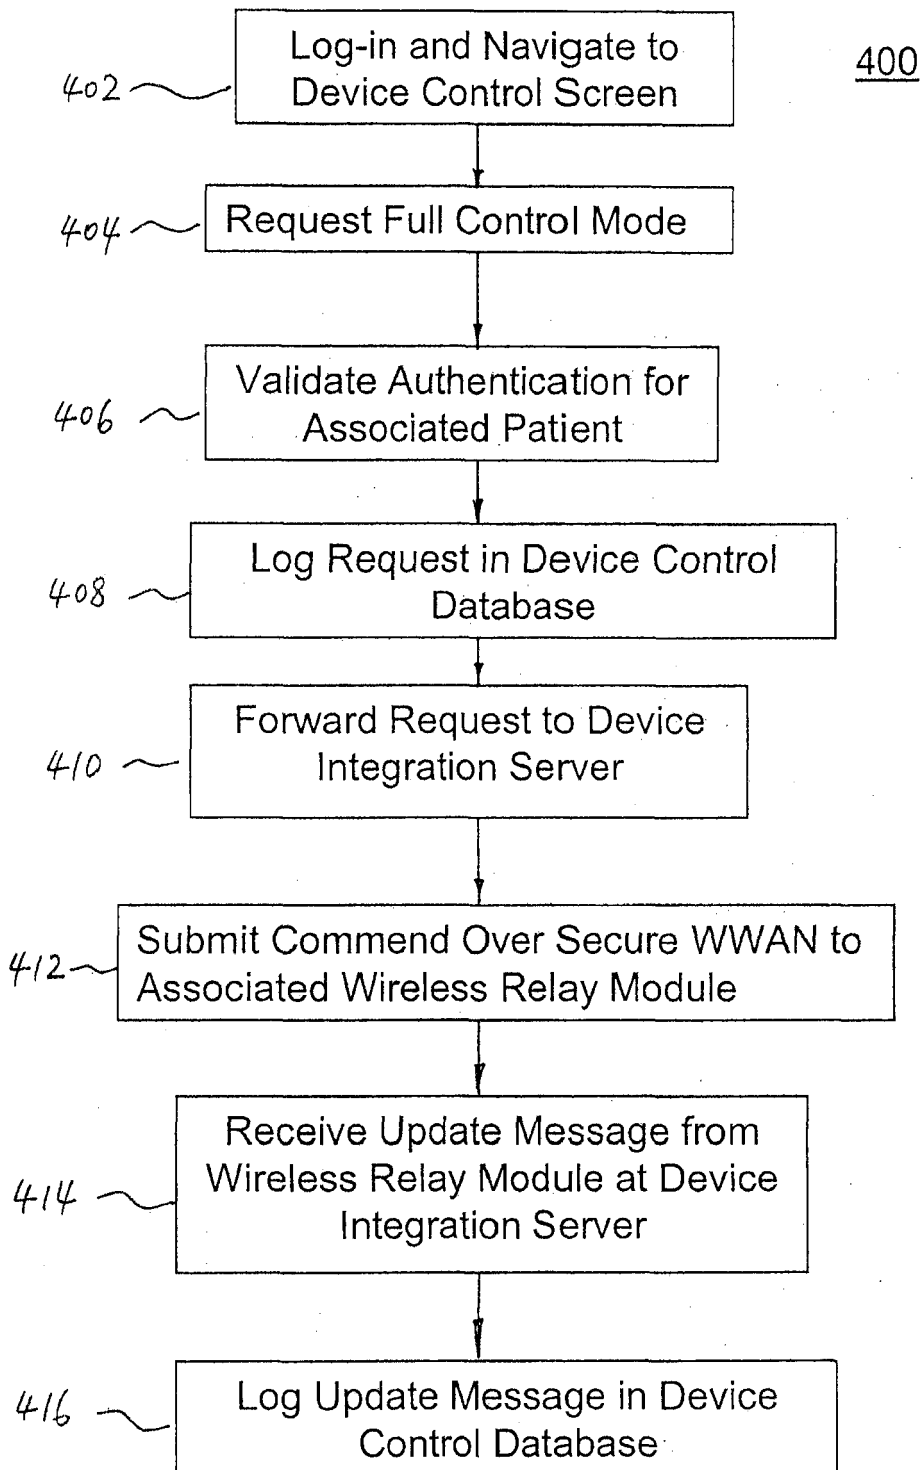 400
402
Log-in and Navigate to
Device Control Screen
404
Request Full Control Mode
406
Validate Authentication for
Associated Patient
408
Log Request in Device Control
Database
410
Forward Request to Device
Integration Server
412
Submit Commend Over Secure WWAN to
Associated Wireless Relay Module
414
Receive Update Message from
Wireless Relay Module at Device
Integration Server
416
Log Update Message in Device
Control Database